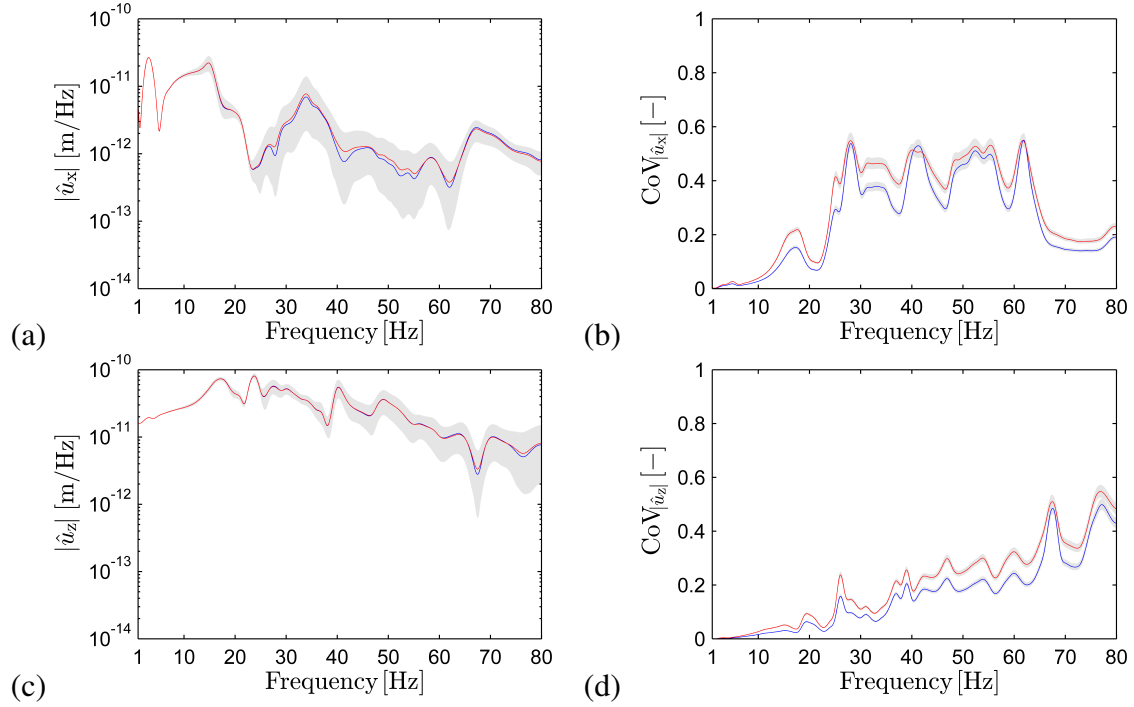 10⁻¹⁰
10⁻¹¹
10⁻¹²
10⁻¹³
10⁻¹⁴
|û_x| [m/Hz]
1 10 20 30 40 50 60 70 80
Frequency [Hz]
(a)
1
0.8
0.6
0.4
0.2
0
CoV_|û_x| [−]
1 10 20 30 40 50 60 70 80
Frequency [Hz]
(b)
10⁻¹⁰
10⁻¹¹
10⁻¹²
10⁻¹³
10⁻¹⁴
|û_z| [m/Hz]
1 10 20 30 40 50 60 70 80
Frequency [Hz]
(c)
1
0.8
0.6
0.4
0.2
0
CoV_|û_z| [−]
1 10 20 30 40 50 60 70 80
Frequency [Hz]
(d)